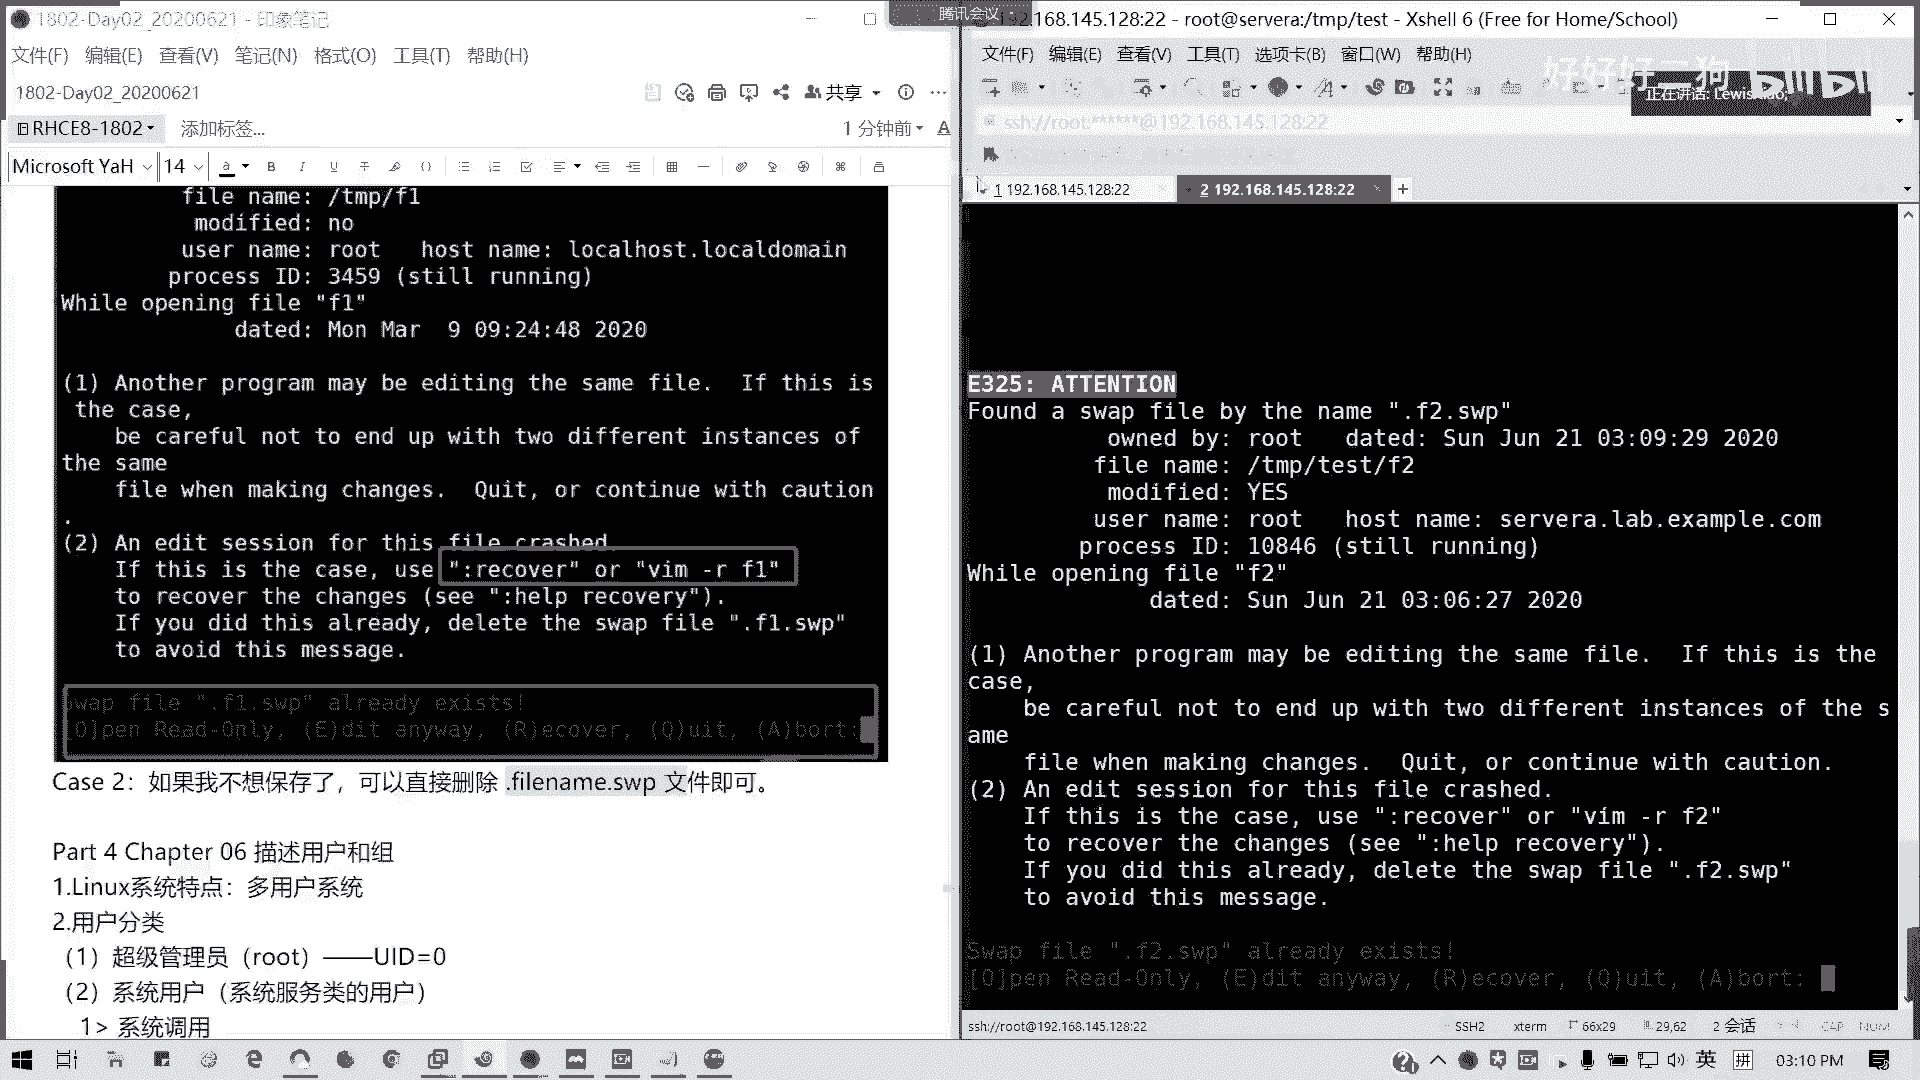 1802-Day02_20200621 - 印象笔记
文件(F) 编辑(E) 查看(V) 笔记(N) 格式(O) 工具(T) 帮助(H)
1802-Day02_20200621
共享
RHCE8-1802
添加标签...
1 分钟前
Microsoft YaH
14
file name: /tmp/f1
modified: no
user name: root   host name: localhost.localdomain
process ID: 3459 (still running)
While opening file "f1"
dated: Mon Mar  9 09:24:48 2020
(1) Another program may be editing the same file.  If this is
the case,
be careful not to end up with two different instances of
the same
file when making changes.  Quit, or continue with caution
.
(2) An edit session for this file crashed.
If this is the case, use ":recover" or "vim -r f1"
to recover the changes (see ":help recovery").
If you did this already, delete the swap file ".f1.swp"
to avoid this message.
Swap file ".f1.swp" already exists!
[O]pen Read-Only, (E)dit anyway, (R)ecover, (Q)uit, (A)bort:
Case 2：如果我不想保存了，可以直接删除 .filename.swp 文件即可。
Part 4 Chapter 06 描述用户和组
1.Linux系统特点：多用户系统
2.用户分类
（1）超级管理员（root）——UID=0
（2）系统用户（系统服务类的用户）
1> 系统调用
腾讯会议
192.168.145.128:22 - root@servera:/tmp/test - Xshell 6 (Free for Home/School)
文件(F) 编辑(E) 查看(V) 工具(T) 选项卡(B) 窗口(W) 帮助(H)
好好好二狗
bilibili
正在讲话: Lewis
ssh://root:******@192.168.145.128:22
1 192.168.145.128:22
2 192.168.145.128:22
E325: ATTENTION
Found a swap file by the name ".f2.swp"
owned by: root   dated: Sun Jun 21 03:09:29 2020
file name: /tmp/test/f2
modified: YES
user name: root   host name: servera.lab.example.com
process ID: 10846 (still running)
While opening file "f2"
dated: Sun Jun 21 03:06:27 2020
(1) Another program may be editing the same file.  If this is the
case,
be careful not to end up with two different instances of the s
ame
file when making changes.  Quit, or continue with caution.
(2) An edit session for this file crashed.
If this is the case, use ":recover" or "vim -r f2"
to recover the changes (see ":help recovery").
If you did this already, delete the swap file ".f2.swp"
to avoid this message.
Swap file ".f2.swp" already exists!
[O]pen Read-Only, (E)dit anyway, (R)ecover, (Q)uit, (A)bort:
ssh://root@192.168.145.128:22
SSH2
xterm
66x29
29,62
2 会话
CAP
NUM
英
拼
03:10 PM